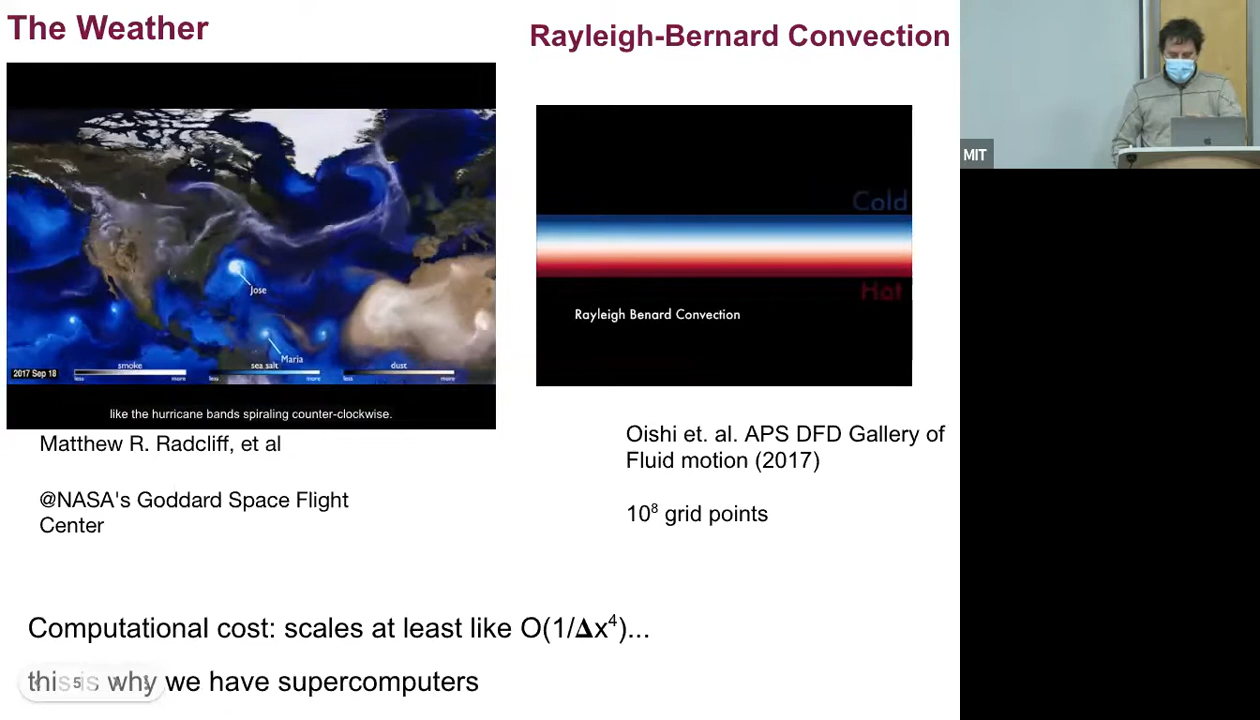 The Weather
Jose
Maria
smoke
sea salt
dust
2017 Sep 18
less
more
less
more
less
more
like the hurricane bands spiraling counter-clockwise.
Matthew R. Radcliff, et al
@NASA's Goddard Space Flight
Center
Rayleigh-Bernard Convection
Cold
Hot
Rayleigh Benard Convection
Oishi et. al. APS DFD Gallery of
Fluid motion (2017)
10⁸ grid points
Computational cost: scales at least like O(1/Δx⁴)...
this is why we have supercomputers
5
MIT